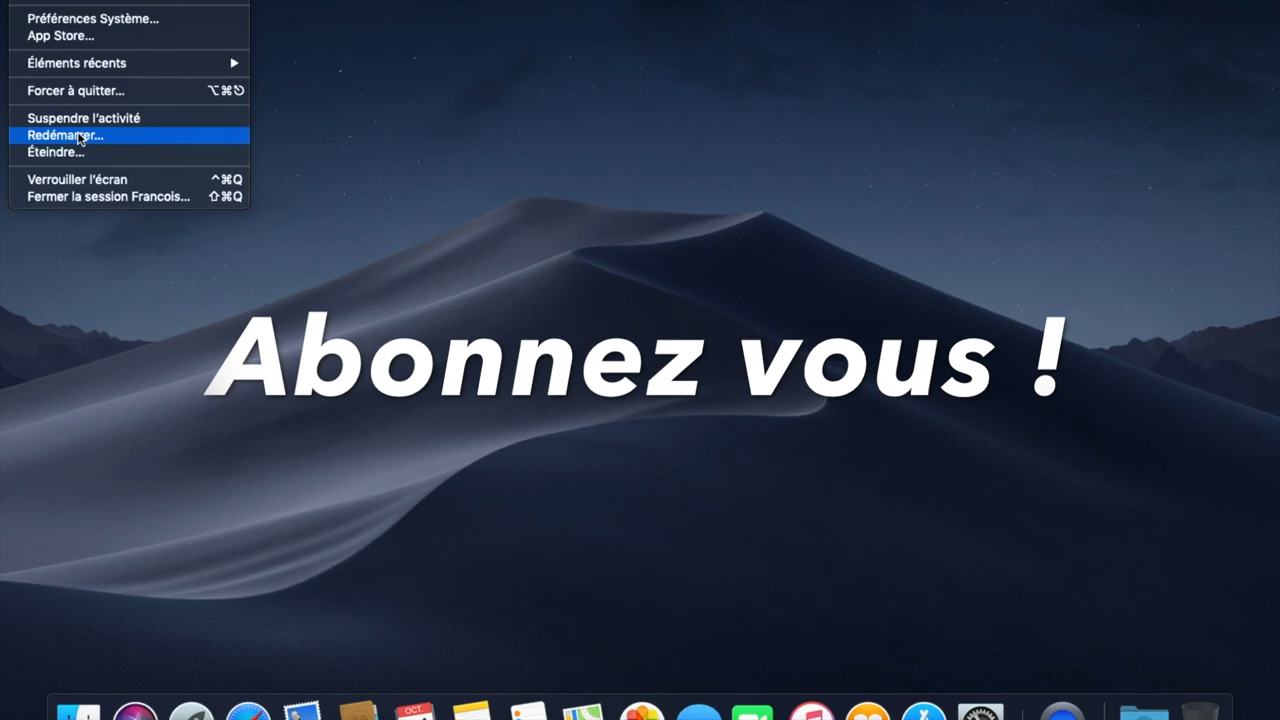 Préférences Système...
App Store...
Éléments récents
Forcer à quitter... ⌥⌘⎋
Suspendre l'activité
Redémarrer...
Éteindre...
Verrouiller l'écran ^⌘Q
Fermer la session Francois... ⇧⌘Q
Abonnez vous !
OCT.